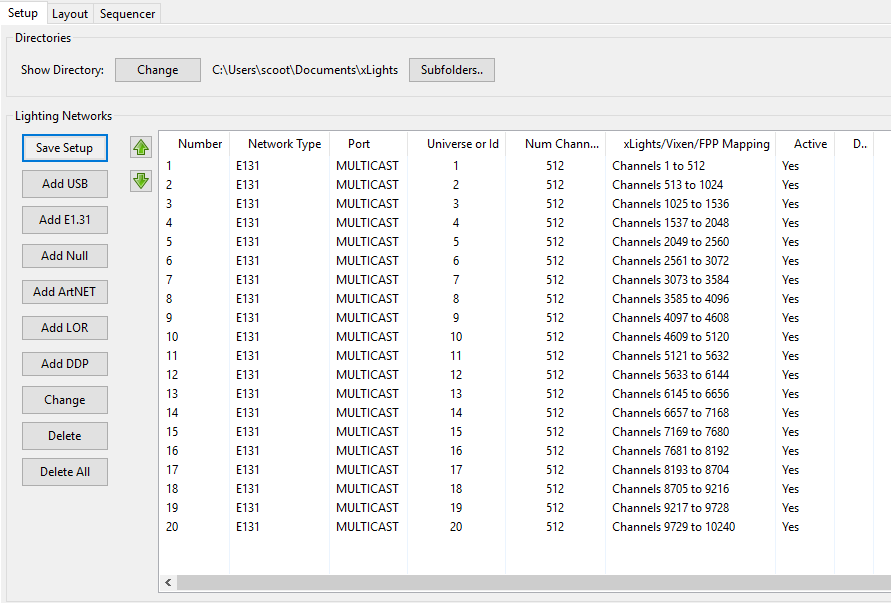 Setup Layout Sequencer
Directories
Show Directory: Change C:\Users\scoot\Documents\xLights Subfolders..
Lighting Networks
Save Setup
Add USB
Add E1.31
Add Null
Add ArtNET
Add LOR
Add DDP
Change
Delete
Delete All
Number Network Type Port Universe or Id Num Chann... xLights/Vixen/FPP Mapping Active D..
1 E131 MULTICAST 1 512 Channels 1 to 512 Yes
2 E131 MULTICAST 2 512 Channels 513 to 1024 Yes
3 E131 MULTICAST 3 512 Channels 1025 to 1536 Yes
4 E131 MULTICAST 4 512 Channels 1537 to 2048 Yes
5 E131 MULTICAST 5 512 Channels 2049 to 2560 Yes
6 E131 MULTICAST 6 512 Channels 2561 to 3072 Yes
7 E131 MULTICAST 7 512 Channels 3073 to 3584 Yes
8 E131 MULTICAST 8 512 Channels 3585 to 4096 Yes
9 E131 MULTICAST 9 512 Channels 4097 to 4608 Yes
10 E131 MULTICAST 10 512 Channels 4609 to 5120 Yes
11 E131 MULTICAST 11 512 Channels 5121 to 5632 Yes
12 E131 MULTICAST 12 512 Channels 5633 to 6144 Yes
13 E131 MULTICAST 13 512 Channels 6145 to 6656 Yes
14 E131 MULTICAST 14 512 Channels 6657 to 7168 Yes
15 E131 MULTICAST 15 512 Channels 7169 to 7680 Yes
16 E131 MULTICAST 16 512 Channels 7681 to 8192 Yes
17 E131 MULTICAST 17 512 Channels 8193 to 8704 Yes
18 E131 MULTICAST 18 512 Channels 8705 to 9216 Yes
19 E131 MULTICAST 19 512 Channels 9217 to 9728 Yes
20 E131 MULTICAST 20 512 Channels 9729 to 10240 Yes